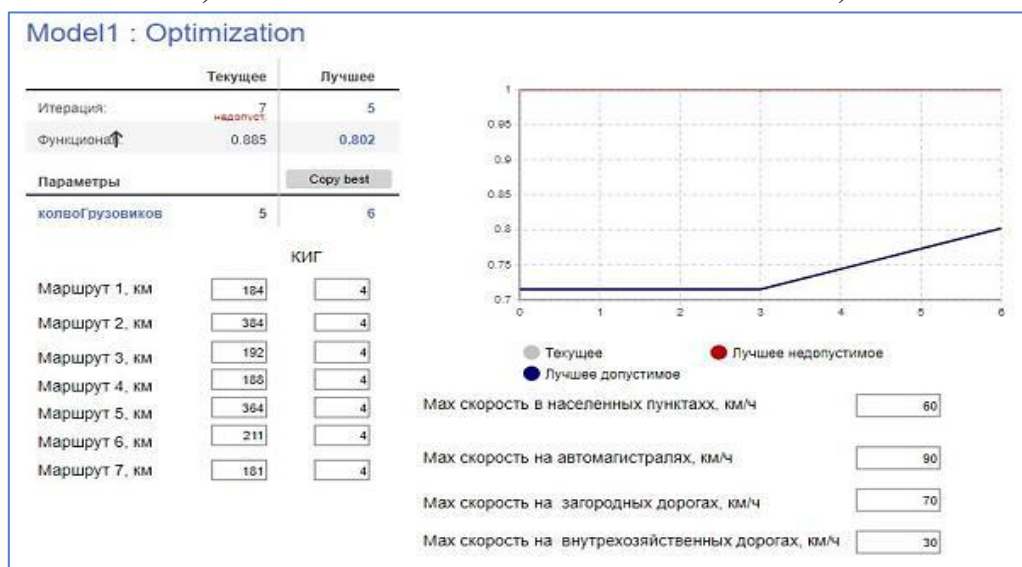 Model1 : Optimization
Текущее Лучшее
Итерация: 7 5
недопуст.
Функционал: 0.885 0.802
Параметры Copy best
колвоГрузовиков 5 6
КИГ
Маршрут 1, км 184 4
Маршрут 2, км 384 4
Маршрут 3, км 192 4
Маршрут 4, км 188 4
Маршрут 5, км 364 4
Маршрут 6, км 211 4
Маршрут 7, км 181 4
1
0.95
0.9
0.85
0.8
0.75
0.7
0 1 2 3 4 5 6
Текущее Лучшее недопустимое
Лучшее допустимое
Мах скорость в населенных пунктахх, км/ч 60
Мах скорость на автомагистралях, км/ч 90
Мах скорость на загородных дорогах, км/ч 70
Мах скорость на внутрехозяйственных дорогах, км/ч 30